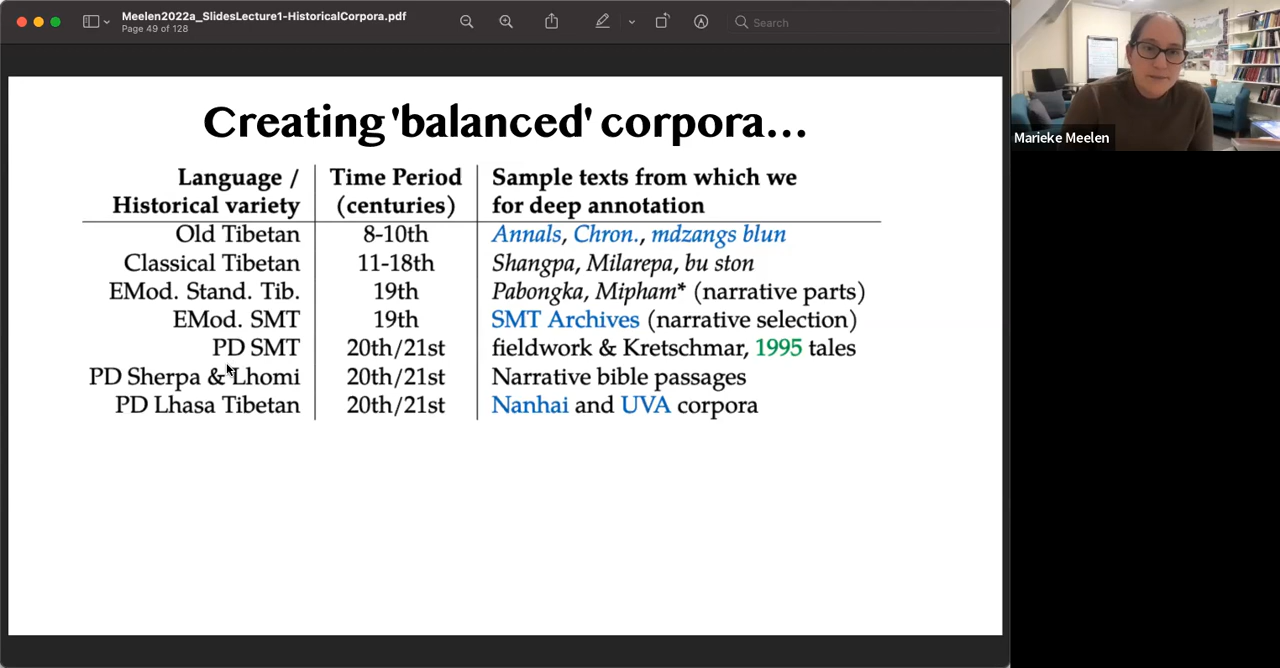 Meelen2022a_SlidesLecture1-HistoricalCorpora.pdf
Page 49 of 128
Search
Marieke Meelen
Creating 'balanced' corpora...
Language / Time Period Sample texts from which we
Historical variety (centuries) for deep annotation
Old Tibetan 8-10th Annals, Chron., mdzangs blun
Classical Tibetan 11-18th Shangpa, Milarepa, bu ston
EMod. Stand. Tib. 19th Pabongka, Mipham* (narrative parts)
EMod. SMT 19th SMT Archives (narrative selection)
PD SMT 20th/21st fieldwork & Kretschmar, 1995 tales
PD Sherpa & Lhomi 20th/21st Narrative bible passages
PD Lhasa Tibetan 20th/21st Nanhai and UVA corpora